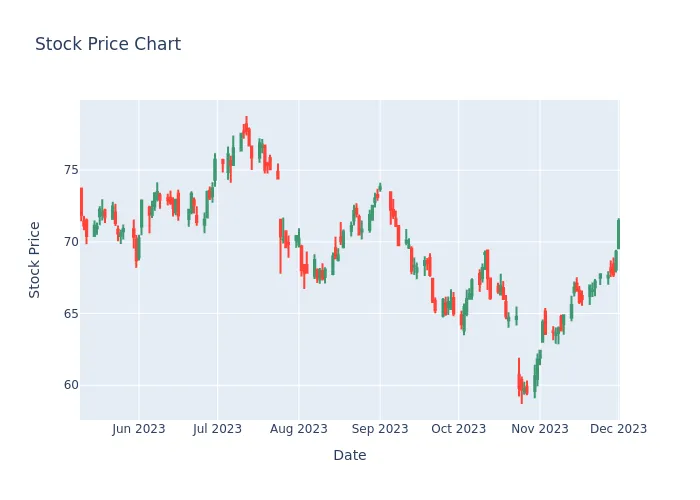 Stock Price Chart
Stock Price
75
70
65
60
Jun 2023
Jul 2023
Aug 2023
Sep 2023
Oct 2023
Nov 2023
Dec 2023
Date